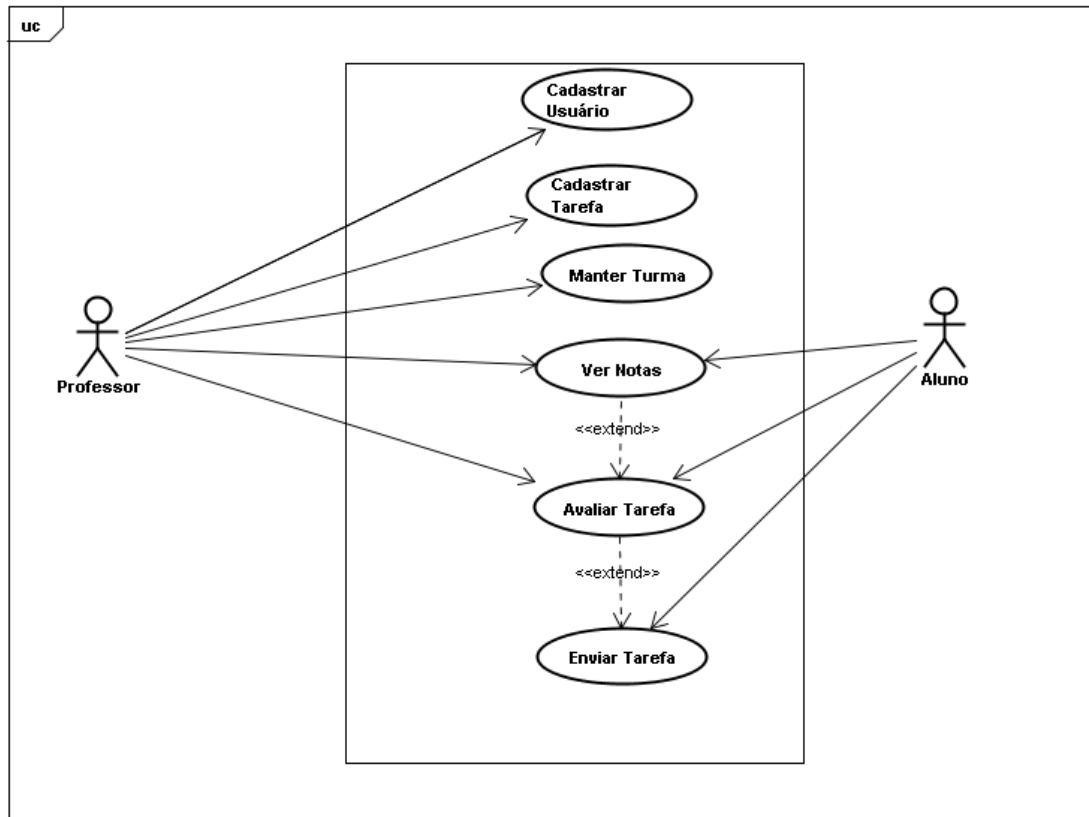 uc
Cadastrar
Usuário
Cadastrar
Tarefa
Manter Turma
Professor
Ver Notas
Aluno
<<extend>>
Avaliar Tarefa
<<extend>>
Enviar Tarefa